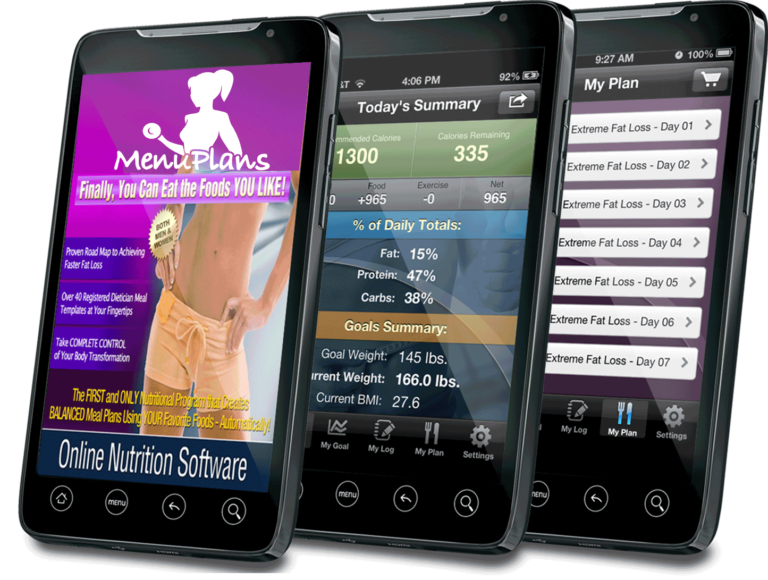 MenuPlans
Finally, You Can Eat the Foods YOU LIKE!
BOTH
MEN &
WOMEN
Proven Road Map to Achieving
Faster Fat Loss
Over 40 Registered Dietician Meal
Templates at Your Fingertips
Take COMPLETE CONTROL
of Your Body Transformation
The FIRST and ONLY Nutritional Program that Creates
BALANCED Meal Plans Using YOUR Favorite Foods - Automatically!
Online Nutrition Software
menu
4:06 PM
92%
Today's Summary
Calories
Calories Remaining
1300
335
Food
Exercise
Net
0
+965
-0
965
% of Daily Totals:
Fat: 15%
Protein: 47%
Carbs: 38%
Goals Summary:
Goal Weight: 145 lbs.
Weight: 166.0 lbs.
Current BMI: 27.6
My Goal
My Log
My Plan
Settings
menu
9:27 AM
100%
My Plan
Extreme Fat Loss - Day 01
Extreme Fat Loss - Day 02
Extreme Fat Loss - Day 03
Extreme Fat Loss - Day 04
Extreme Fat Loss - Day 05
Extreme Fat Loss - Day 06
Extreme Fat Loss - Day 07
My Log
My Plan
Settings